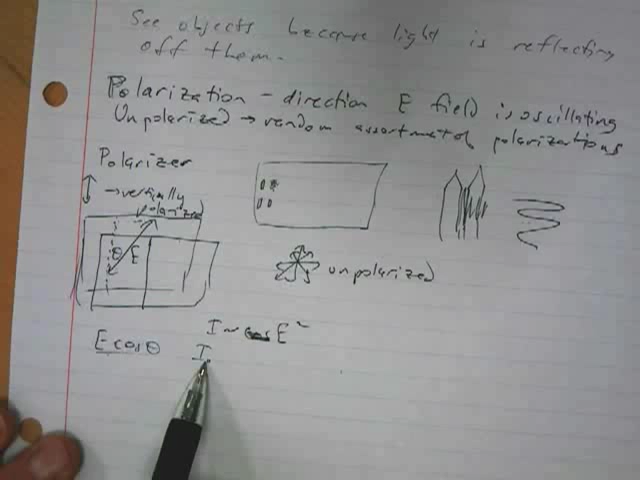 See objects because light is reflecting
off them.
Polarization - direction E field is oscillating
Unpolarized → random assortment of polarizations
Polarizer
→ vertically
polarized
θ E
unpolarized
I ~ E²
E cosθ
I